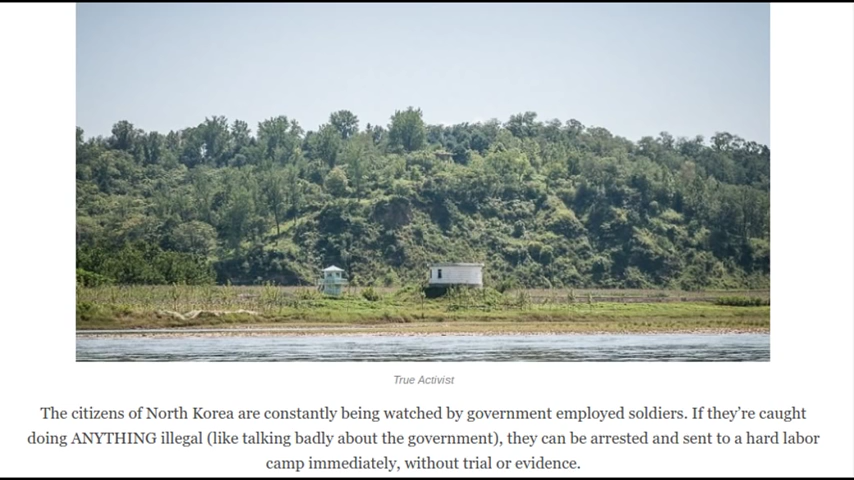 True Activist
The citizens of North Korea are constantly being watched by government employed soldiers. If they’re caught
doing ANYTHING illegal (like talking badly about the government), they can be arrested and sent to a hard labor
camp immediately, without trial or evidence.